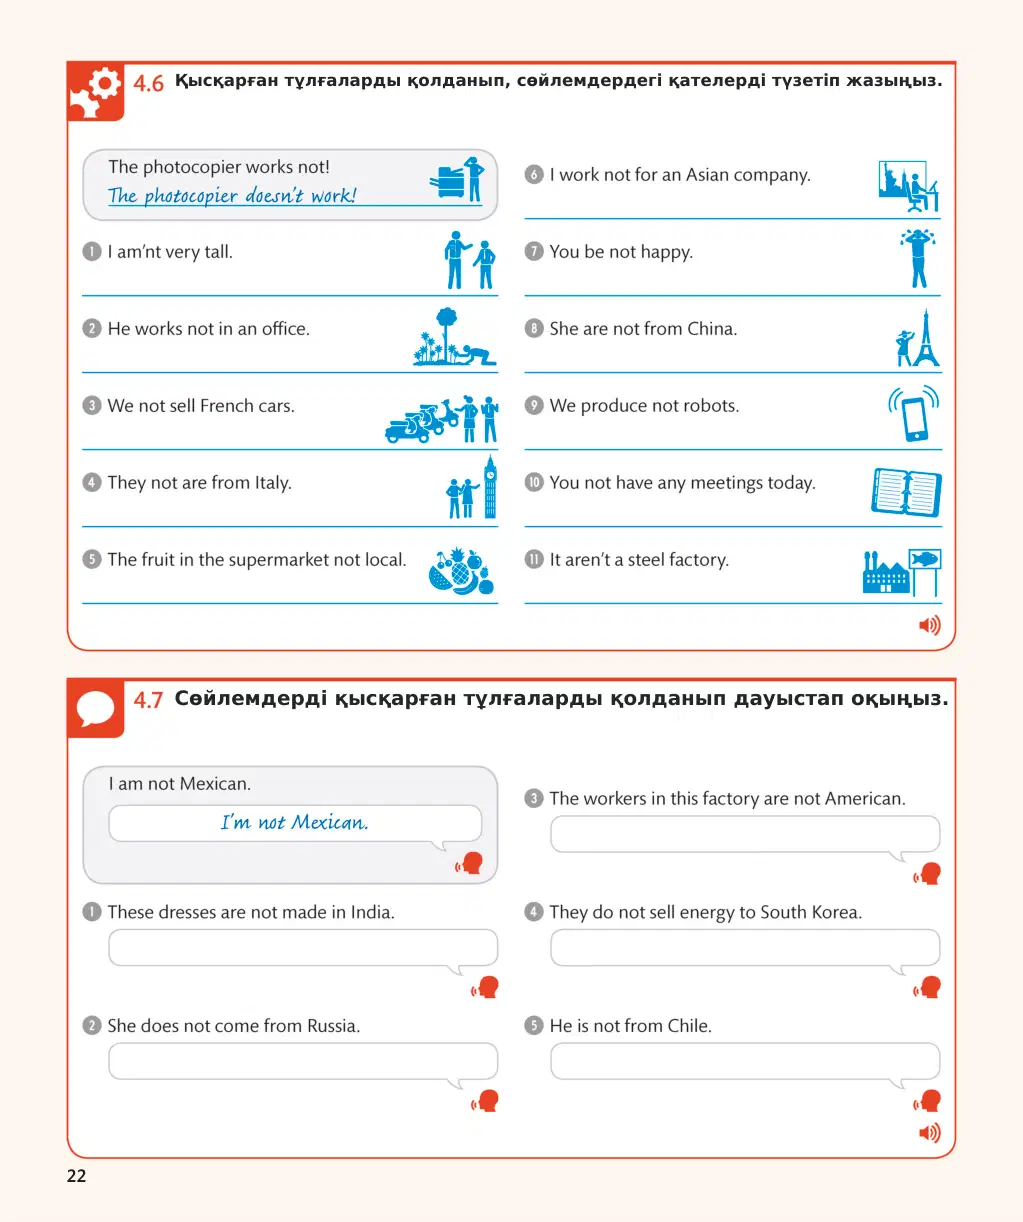 4.6 Қысқарған тұлғаларды қолданып, сөйлемдердегі қателерді түзетіп жазыңыз.
The photocopier works not!
The photocopier doesn't work!
1 I am'nt very tall.
2 He works not in an office.
3 We not sell French cars.
4 They not are from Italy.
5 The fruit in the supermarket not local.
6 I work not for an Asian company.
7 You be not happy.
8 She are not from China.
9 We produce not robots.
10 You not have any meetings today.
11 It aren't a steel factory.
4.7 Сөйлемдерді қысқарған тұлғаларды қолданып дауыстап оқыңыз.
I am not Mexican.
I'm not Mexican.
1 These dresses are not made in India.
2 She does not come from Russia.
3 The workers in this factory are not American.
4 They do not sell energy to South Korea.
5 He is not from Chile.
22